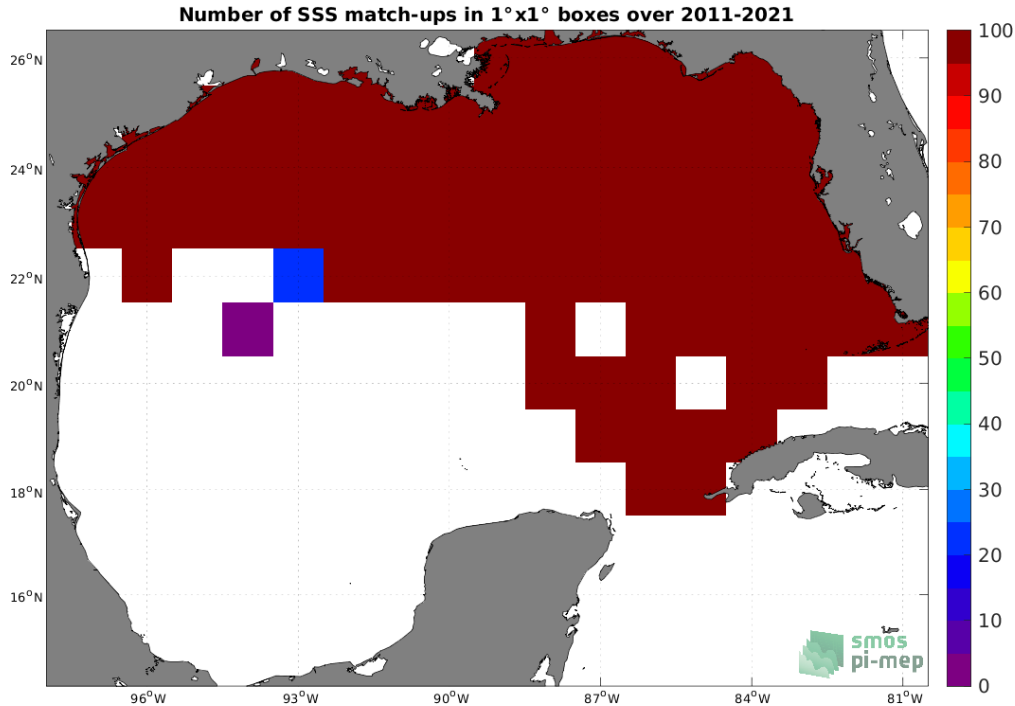 Number of SSS match-ups in 1°x1° boxes over 2011-2021
26°N
24°N
22°N
20°N
18°N
16°N
96°W
93°W
90°W
87°W
84°W
81°W
100
90
80
70
60
50
40
30
20
10
0
smos
pi-mep